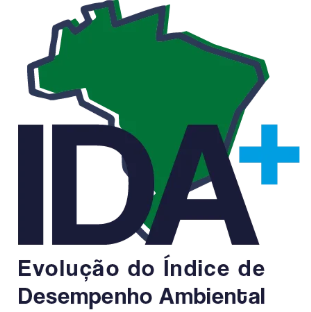 IDA+
Evolução do Índice de
Desempenho Ambiental